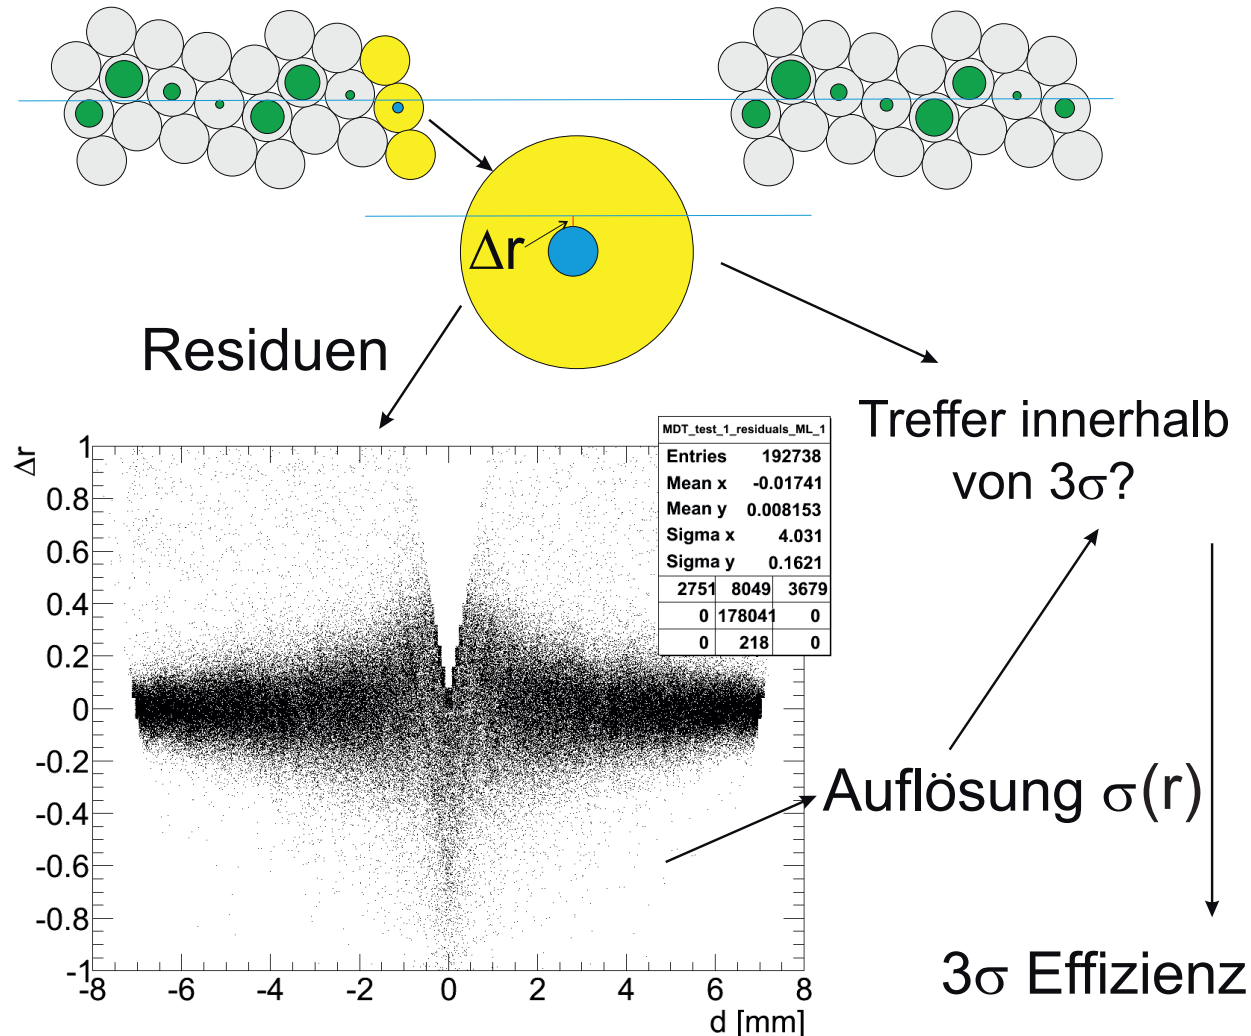 Δr
Residuen
Treffer innerhalb
von 3σ?
MDT_test_1_residuals_ML_1
Entries 192738
Mean x -0.01741
Mean y 0.008153
Sigma x 4.031
Sigma y 0.1621
2751 8049 3679
0 178041 0
0 218 0
Δr
1
0.8
0.6
0.4
0.2
0
-0.2
-0.4
-0.6
-0.8
-1
-8 -6 -4 -2 0 2 4 6 8
d [mm]
Auflösung σ(r)
3σ Effizienz